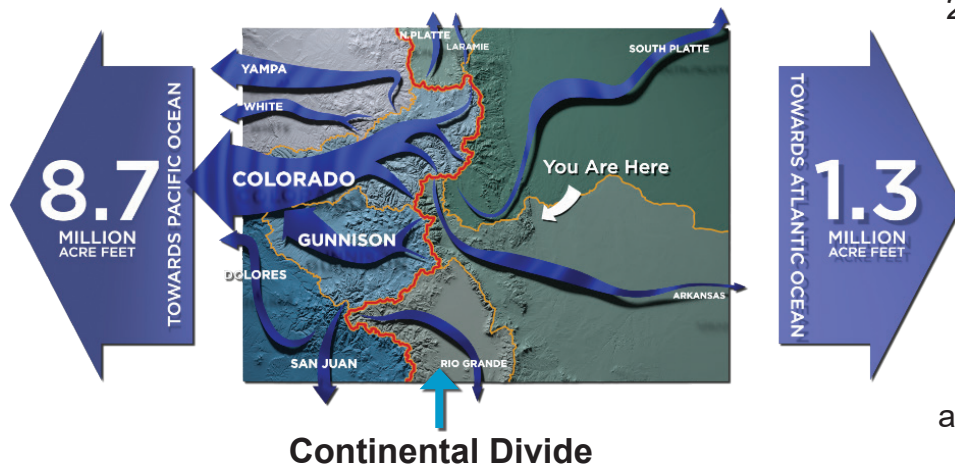 8.7
MILLION
ACRE FEET
TOWARDS PACIFIC OCEAN
N.PLATTE
LARAMIE
SOUTH PLATTE
YAMPA
WHITE
COLORADO
You Are Here
GUNNISON
DOLORES
ARKANSAS
SAN JUAN
RIO GRANDE
TOWARDS ATLANTIC OCEAN
1.3
MILLION
ACRE FEET
Continental Divide
2
a